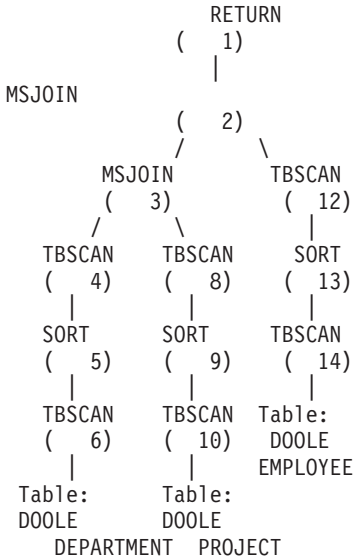 RETURN
( 1)
|
MSJOIN
( 2)
/ \
MSJOIN TBSCAN
( 3) ( 12)
/ \ |
TBSCAN TBSCAN SORT
( 4) ( 8) ( 13)
| | |
SORT SORT TBSCAN
( 5) ( 9) ( 14)
| | |
TBSCAN TBSCAN Table:
( 6) ( 10) DOOLE
| | EMPLOYEE
Table: Table:
DOOLE DOOLE
DEPARTMENT PROJECT